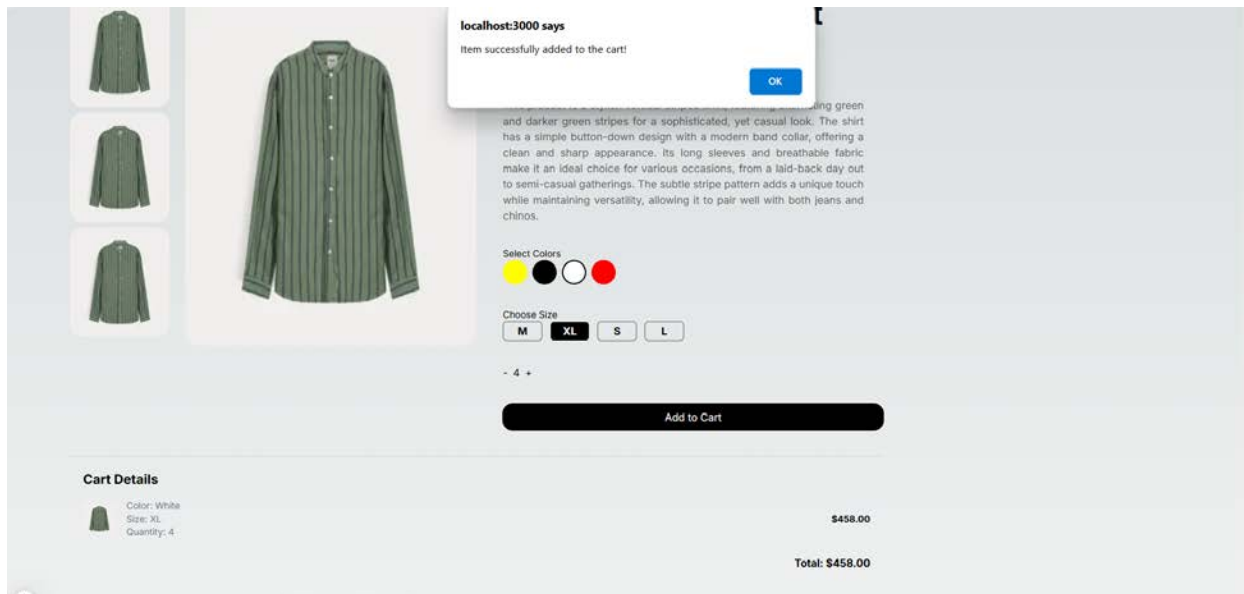 t
localhost:3000 says
Item successfully added to the cart!
OK
green
and darker green stripes for a sophisticated, yet casual look. The shirt
has a simple button-down design with a modern band collar, offering a
clean and sharp appearance. Its long sleeves and breathable fabric
make it an ideal choice for various occasions, from a laid-back day out
to semi-casual gatherings. The subtle stripe pattern adds a unique touch
while maintaining versatility, allowing it to pair well with both jeans and
chinos.
Select Colors
Choose Size
M XL S L
- 4 +
Add to Cart
Cart Details
Color: White
Size: XL
Quantity: 4
$458.00
Total: $458.00